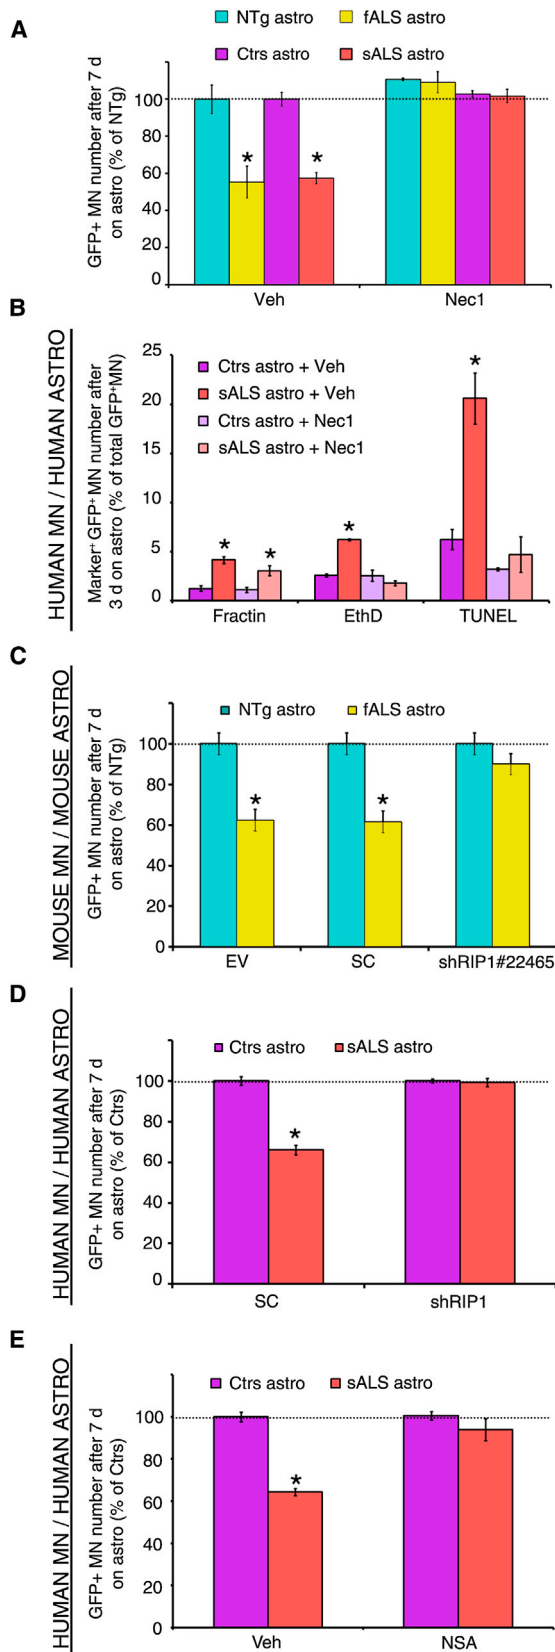 A
NTg astro
fALS astro
Ctrs astro
sALS astro
GFP+ MN number after 7 d
on astro (% of NTg)
100
80
60
40
20
0
*
*
Veh
Nec1
B
HUMAN MN / HUMAN ASTRO
Marker⁺ GFP⁺ MN number after
3 d on astro (% of total GFP⁺MN)
25
20
15
10
5
0
Ctrs astro + Veh
sALS astro + Veh
Ctrs astro + Nec1
sALS astro + Nec1
*
*
*
*
Fractin
EthD
TUNEL
C
MOUSE MN / MOUSE ASTRO
GFP+ MN number after 7 d
on astro (% of NTg)
NTg astro
fALS astro
100
80
60
40
20
0
*
*
EV
SC
shRIP1#22465
D
HUMAN MN / HUMAN ASTRO
GFP+ MN number after 7 d
on astro (% of Ctrs)
Ctrs astro
sALS astro
100
80
60
40
20
0
*
SC
shRIP1
E
HUMAN MN / HUMAN ASTRO
GFP+ MN number after 7 d
on astro (% of Ctrs)
Ctrs astro
sALS astro
100
80
60
40
20
0
*
Veh
NSA